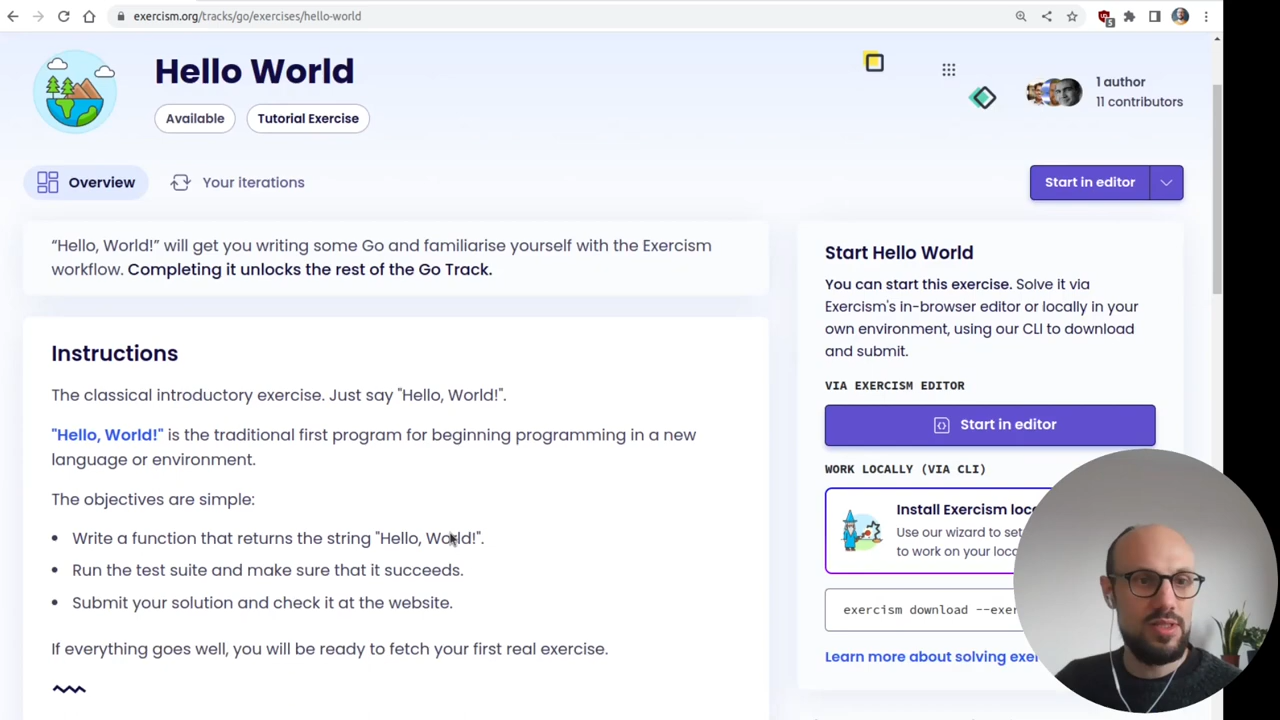 exercism.org/tracks/go/exercises/hello-world
5
Hello World
Available
Tutorial Exercise
1 author
11 contributors
Overview
Your iterations
Start in editor
“Hello, World!” will get you writing some Go and familiarise yourself with the Exercism
workflow. Completing it unlocks the rest of the Go Track.
Instructions
The classical introductory exercise. Just say "Hello, World!".
"Hello, World!" is the traditional first program for beginning programming in a new
language or environment.
The objectives are simple:
Write a function that returns the string "Hello, World!".
Run the test suite and make sure that it succeeds.
Submit your solution and check it at the website.
If everything goes well, you will be ready to fetch your first real exercise.
Start Hello World
You can start this exercise. Solve it via
Exercism's in-browser editor or locally in your
own environment, using our CLI to download
and submit.
VIA EXERCISM EDITOR
Start in editor
WORK LOCALLY (VIA CLI)
Install Exercism
Use our wizard to
to work on your
exercism download
Learn more about solving